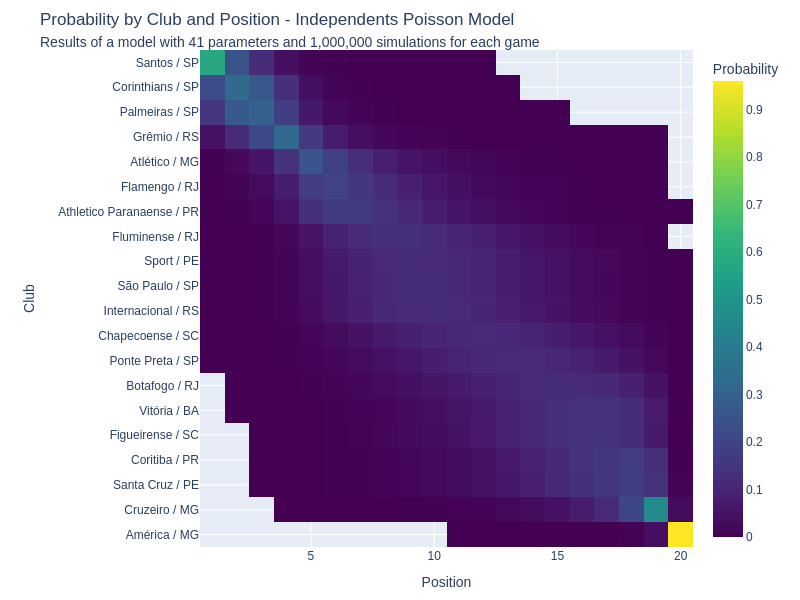 Probability by Club and Position - Independents Poisson Model
Results of a model with 41 parameters and 1,000,000 simulations for each game
Probability
Club
Santos / SP
Corinthians / SP
Palmeiras / SP
Grêmio / RS
Atlético / MG
Flamengo / RJ
Athletico Paranaense / PR
Fluminense / RJ
Sport / PE
São Paulo / SP
Internacional / RS
Chapecoense / SC
Ponte Preta / SP
Botafogo / RJ
Vitória / BA
Figueirense / SC
Coritiba / PR
Santa Cruz / PE
Cruzeiro / MG
América / MG
0.9
0.8
0.7
0.6
0.5
0.4
0.3
0.2
0.1
0
5
10
15
20
Position